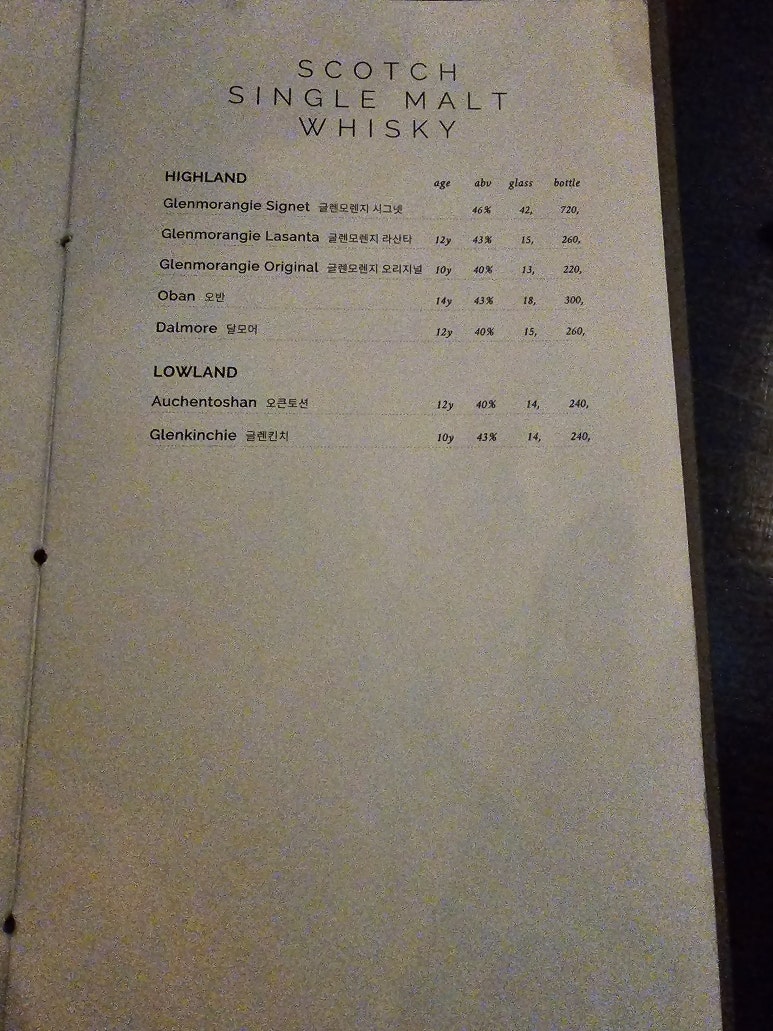 SCOTCH
SINGLE MALT
WHISKY
HIGHLAND age abv glass bottle
Glenmorangie Signet 글렌모렌지 시그넷 46% 42, 720,
Glenmorangie Lasanta 글렌모렌지 라산타 12y 43% 15, 260,
Glenmorangie Original 글렌모렌지 오리지널 10y 40% 13, 220,
Oban 오반 14y 43% 18, 300,
Dalmore 달모어 12y 40% 15, 260,
LOWLAND
Auchentoshan 오큰토션 12y 40% 14, 240,
Glenkinchie 글렌킨치 10y 43% 14, 240,